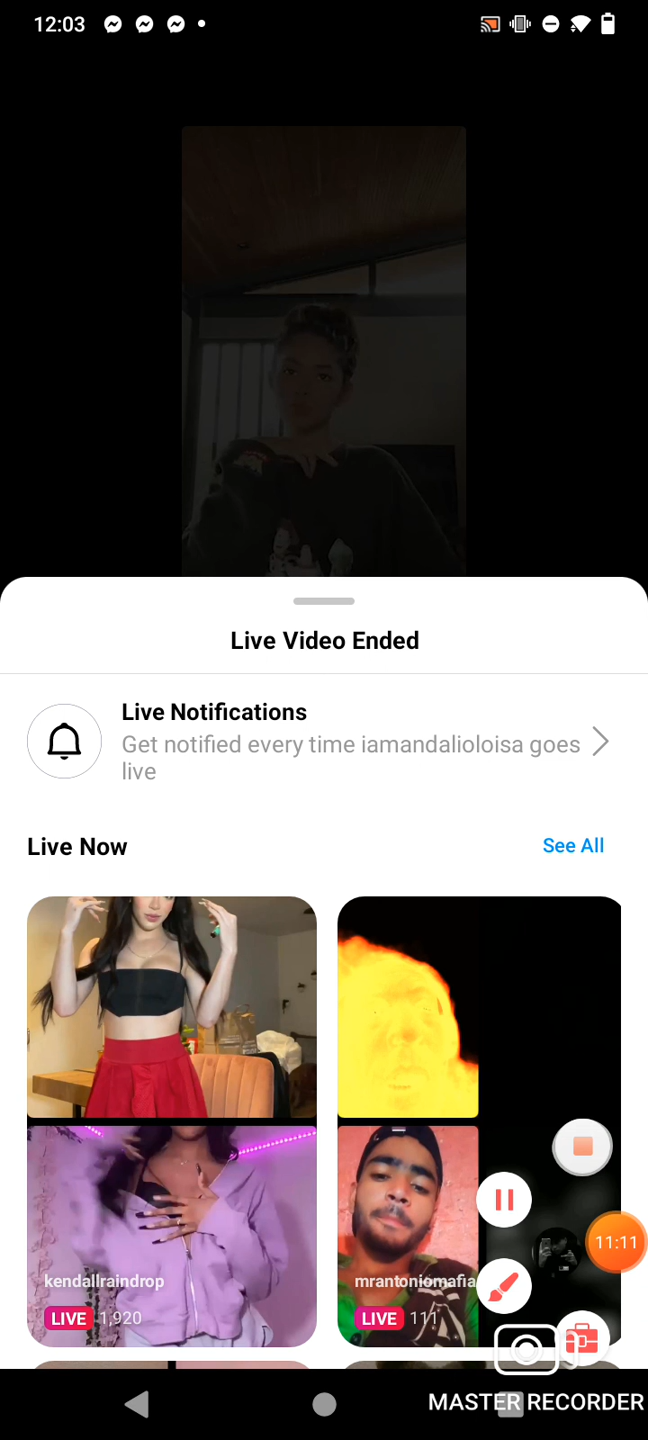 12:03
Live Video Ended
Live Notifications
Get notified every time iamandalioloisa goes
live
Live Now
See All
kendallraindrop
LIVE 1,920
mrantoniomafia
LIVE 111
11:11
MASTER RECORDER